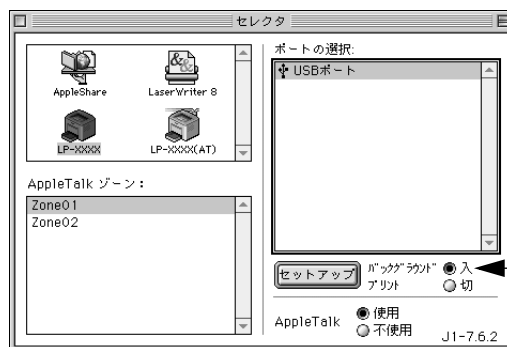 セレクタ
AppleShare
LaserWriter 8
LP-XXXX
LP-XXXX(AT)
AppleTalk ゾーン：
Zone01
Zone02
ポートの選択:
USBポート
セットアップ
ﾊﾞｯｸｸﾞﾗｳﾝﾄﾞ
ﾌﾟﾘﾝﾄ
入
切
AppleTalk
使用
不使用
J1-7.6.2